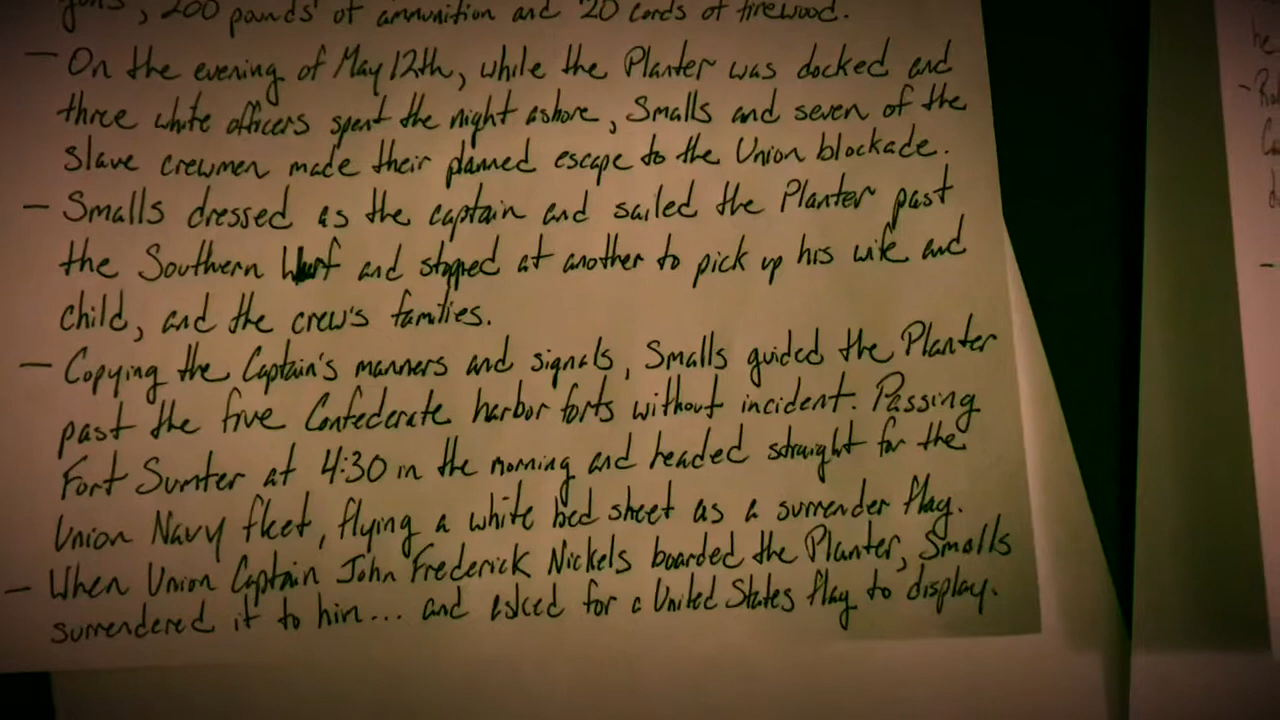 guns, 200 pounds of ammunition and 20 cords of firewood.
— On the evening of May 12th, while the Planter was docked and
three white officers spent the night ashore, Smalls and seven of the
slave crewmen made their planned escape to the Union blockade.
— Smalls dressed as the captain and sailed the Planter past
the Southern and stopped at another to pick up his wife and
child, and the crew's families.
— Copying the Captain's manners and signals, Smalls guided the Planter
past the five Confederate harbor forts without incident. Passing
Fort Sumter at 4:30 in the morning and headed straight for the
Union Navy fleet, flying a white bed sheet as a surrender flag.
— When Union Captain John Frederick Nickels boarded the Planter, Smalls
surrendered it to him... and asked for a United States flag to display.
he